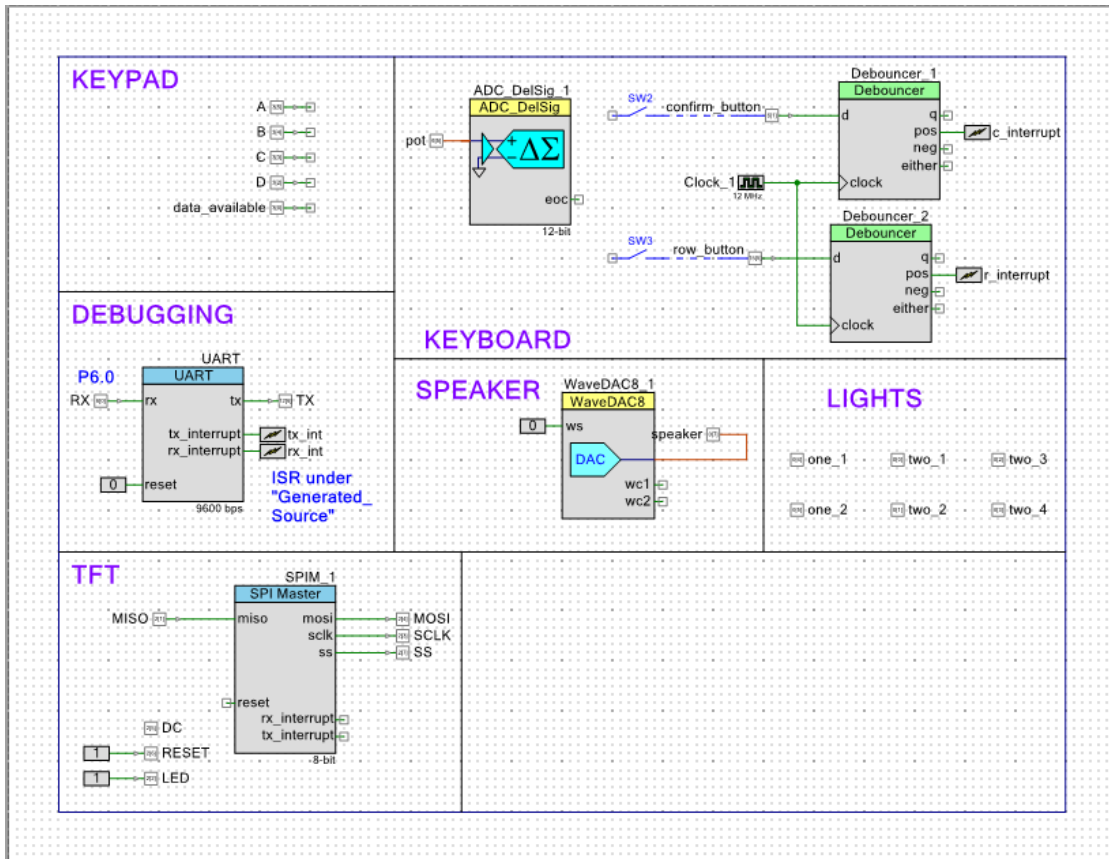 KEYPAD
A
B
C
D
data_available
ADC_DelSig_1
ADC_DelSig
pot
ΔΣ
eoc
12-bit
SW2
confirm_button
Debouncer_1
Debouncer
d
q
pos
neg
either
clock
c_interrupt
Clock_1
12 MHz
SW3
row_button
Debouncer_2
Debouncer
d
q
pos
neg
either
clock
r_interrupt
KEYBOARD
DEBUGGING
UART
UART
P6.0
RX
rx
tx
TX
tx_interrupt
tx_int
rx_interrupt
rx_int
0
reset
9600 bps
ISR under
"Generated_
Source"
SPEAKER
WaveDAC8_1
WaveDAC8
0
ws
speaker
DAC
wc1
wc2
LIGHTS
one_1
two_1
two_3
one_2
two_2
two_4
TFT
SPIM_1
SPI Master
MISO
miso
mosi
MOSI
sclk
SCLK
ss
SS
reset
rx_interrupt
tx_interrupt
8-bit
DC
1
RESET
1
LED